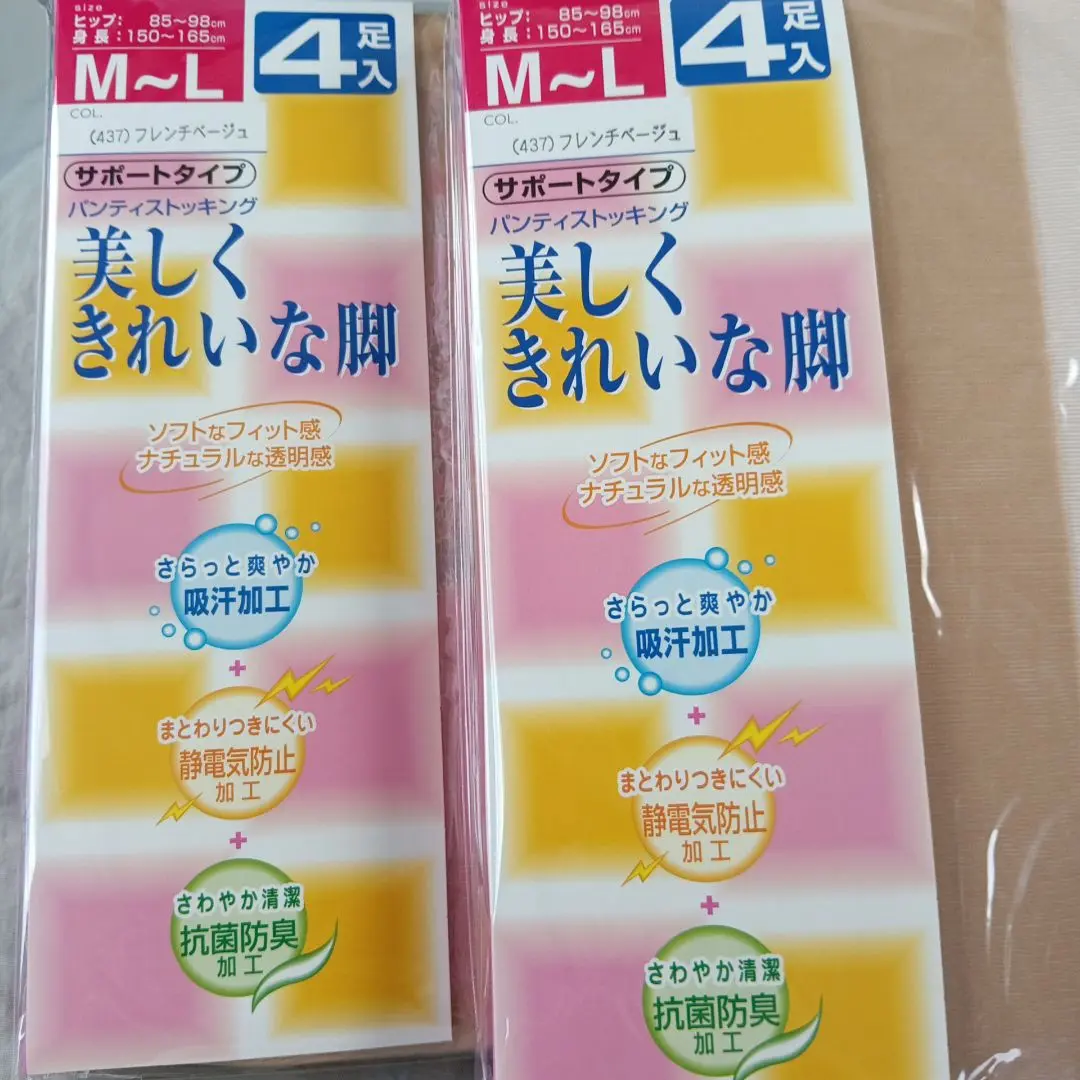 size
ヒップ: 85~98cm
身長:150~165cm
M~L
4足入
COL.
(437)フレンチベージュ
サポートタイプ
パンティストッキング
美しく
きれいな脚
ソフトなフィット感
ナチュラルな透明感
さらっと爽やか
吸汗加工
+
まとわりつきにくい
静電気防止
加工
+
さわやか清潔
抗菌防臭
加工
size
ヒップ: 85~98cm
身長:150~165cm
M~L
4足入
COL.
(437)フレンチベージュ
サポートタイプ
パンティストッキング
美しく
きれいな脚
ソフトなフィット感
ナチュラルな透明感
さらっと爽やか
吸汗加工
+
まとわりつきにくい
静電気防止
加工
+
さわやか清潔
抗菌防臭
加工